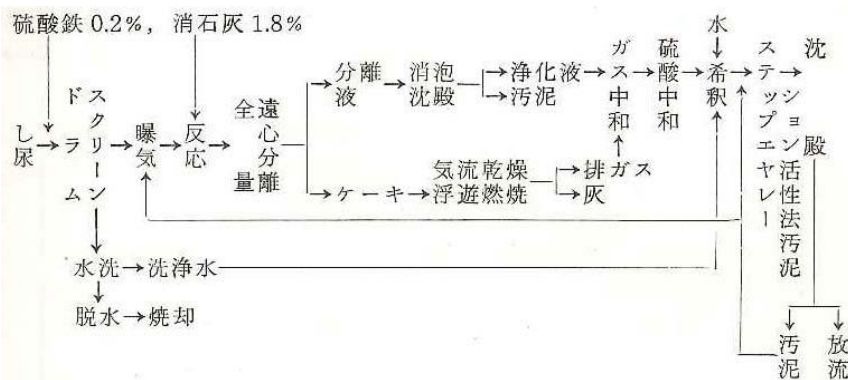 硫酸鉄 0.2%, 消石灰 1.8%
し尿
ドラム
スクリーン
曝気
反応
全量
遠心分離
分離液
消泡沈殿
浄化液
汚泥
ケーキ
気流乾燥
浮遊燃焼
排ガス
灰
ガス中和
硫酸中和
水
希釈
ステップエヤレー
ション活性法汚泥
沈殿
水洗
洗浄水
脱水
焼却
汚泥
放流